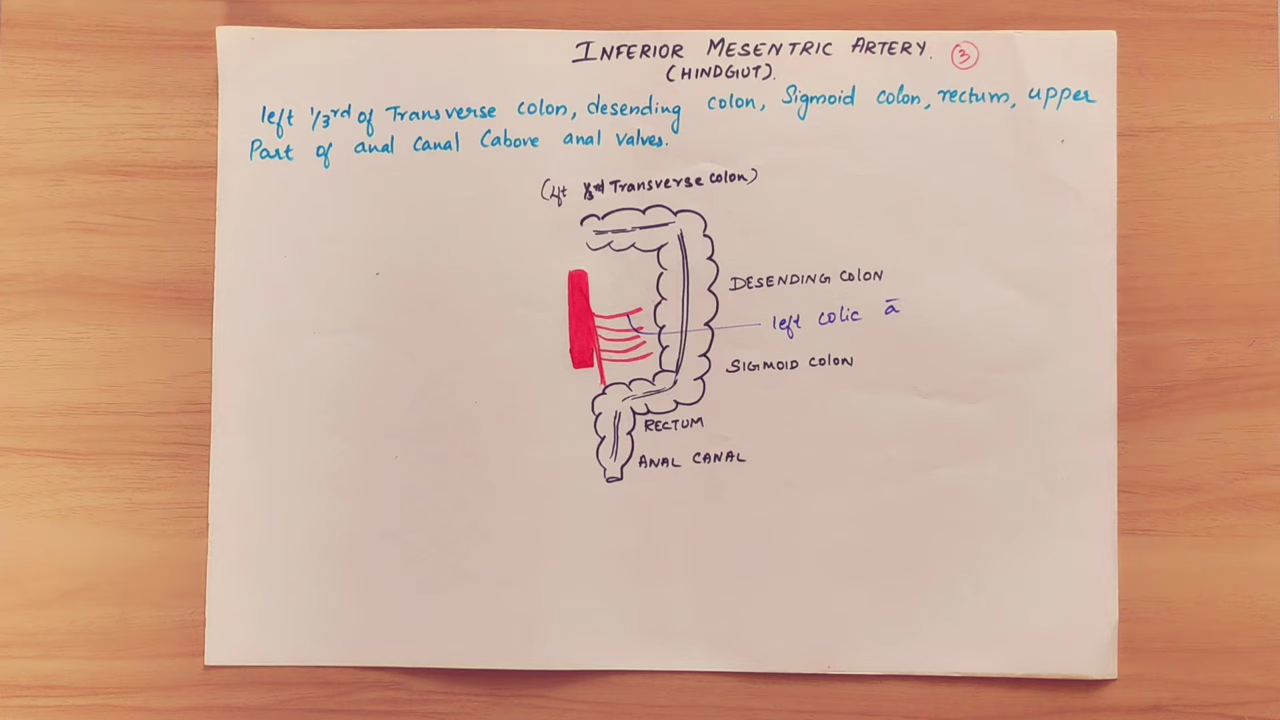 INFERIOR MESENTRIC ARTERY. 3
(HINDGUT).
left 1/3rd of Transverse colon, desending colon, Sigmoid colon, rectum, upper
Part of anal canal (above anal valves.
(Lft 1/3rd Transverse colon)
DESENDING COLON
left colic ā
SIGMOID COLON
RECTUM
ANAL CANAL